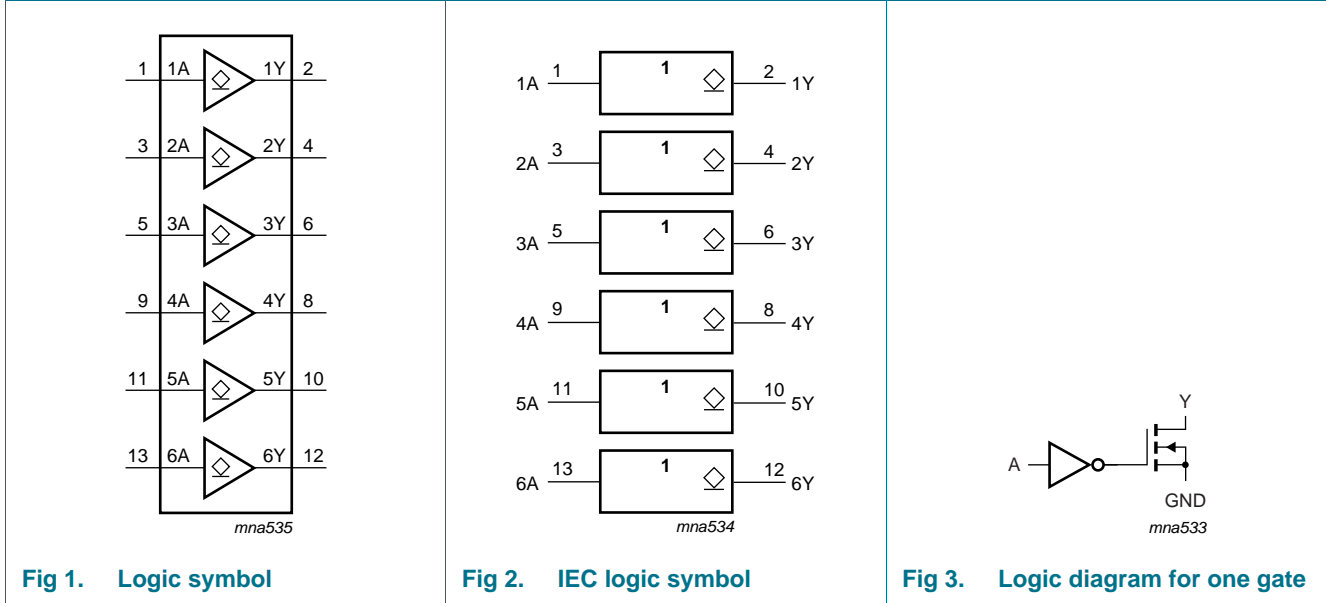 1 1A 1Y 2
3 2A 2Y 4
5 3A 3Y 6
9 4A 4Y 8
11 5A 5Y 10
13 6A 6Y 12
mna535
Fig 1. Logic symbol
1A 1 1 2 1Y
2A 3 1 4 2Y
3A 5 1 6 3Y
4A 9 1 8 4Y
5A 11 1 10 5Y
6A 13 1 12 6Y
mna534
Fig 2. IEC logic symbol
Y
A
GND
mna533
Fig 3. Logic diagram for one gate